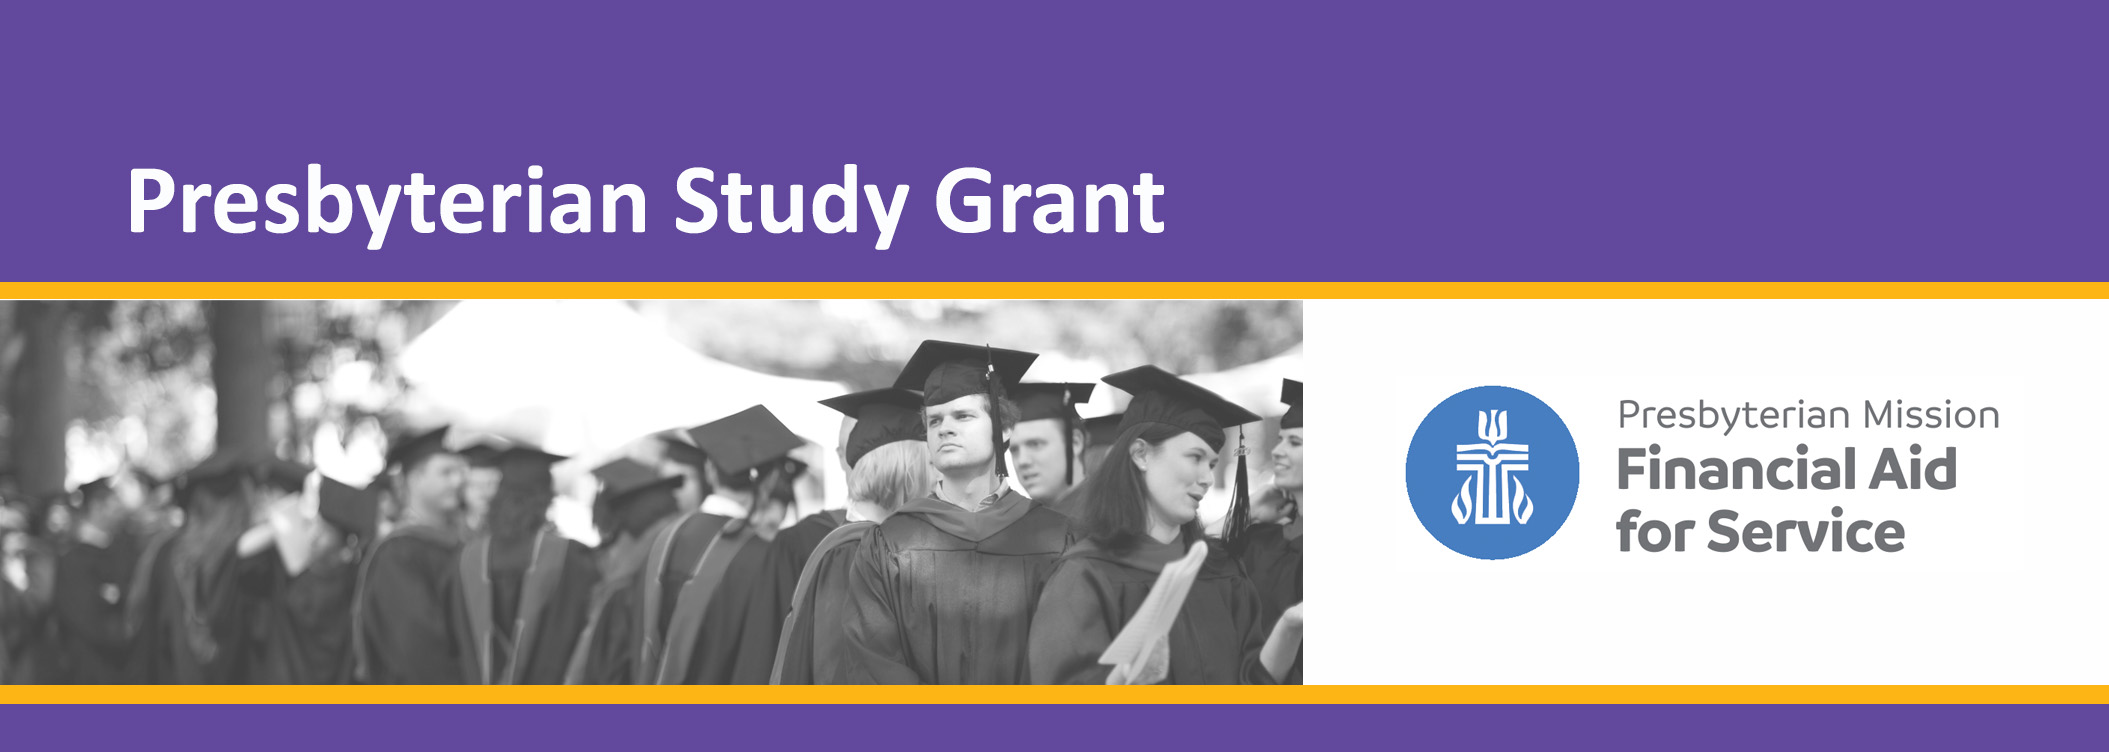 Presbyterian Study Grant
Presbyterian Mission
Financial Aid
for Service